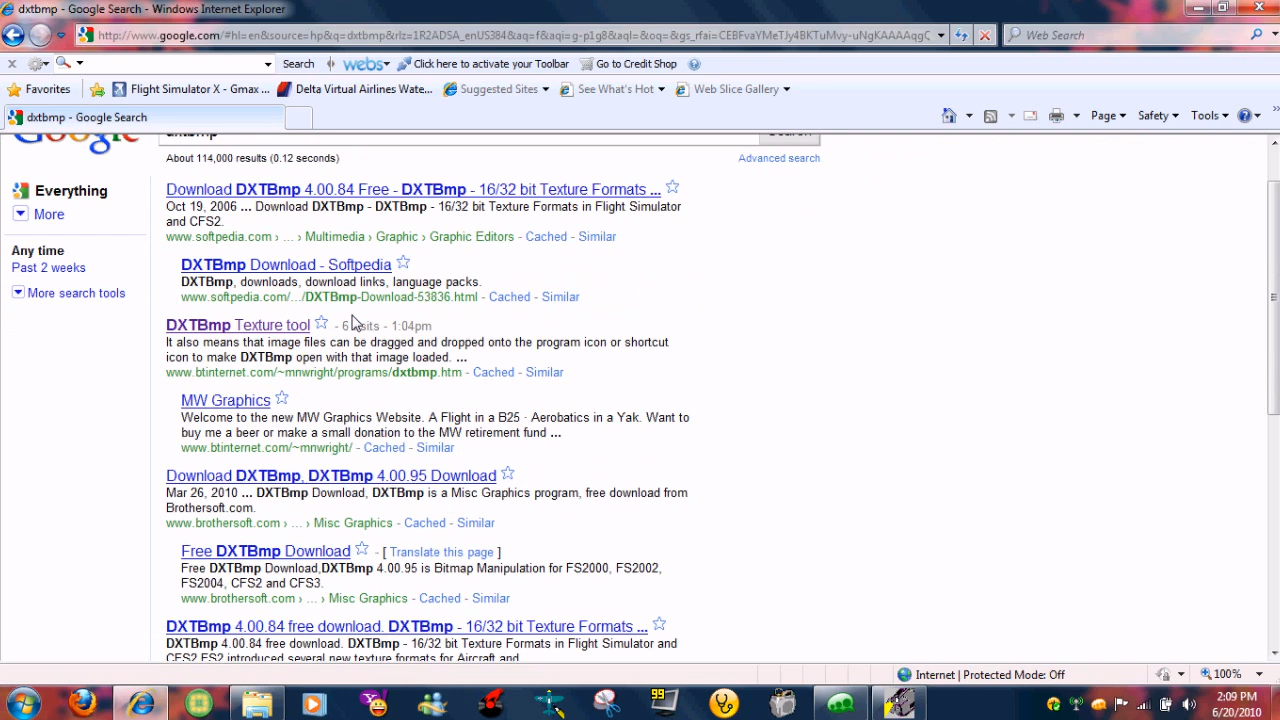 dxtbmp - Google Search - Windows Internet Explorer
http://www.google.com/#hl=en&source=hp&q=dxtbmp&rlz=1R2ADSA_enUS384&aq=f&aqi=g-p1g8&aql=&oq=&gs_rfai=
Web Search
Search
webs
Click here to activate your Toolbar
Go to Credit Shop
Favorites
Flight Simulator X - Gmax ...
Delta Virtual Airlines Wate...
Suggested Sites
See What's Hot
Web Slice Gallery
dxtbmp - Google Search
Page
Safety
Tools
Google
dxtbmp
Search
About 114,000 results (0.12 seconds)
Advanced search
Everything
More
Any time
Past 2 weeks
More search tools
Download DXTBmp 4.00.84 Free - DXTBmp - 16/32 bit Texture Formats ...
Oct 19, 2006 ... Download DXTBmp - DXTBmp - 16/32 bit Texture Formats in Flight Simulator
and CFS2.
www.softpedia.com › ... › Multimedia › Graphic › Graphic Editors - Cached - Similar
DXTBmp Download - Softpedia
DXTBmp, downloads, download links, language packs.
www.softpedia.com/.../DXTBmp-Download-53836.html - Cached - Similar
DXTBmp Texture tool - 6 visits - 1:04pm
It also means that image files can be dragged and dropped onto the program icon or shortcut
icon to make DXTBmp open with that image loaded. ...
www.btinternet.com/~mnwright/programs/dxtbmp.htm - Cached - Similar
MW Graphics
Welcome to the new MW Graphics Website. A Flight in a B25 · Aerobatics in a Yak. Want to
buy me a beer or make a small donation to the MW retirement fund ...
www.btinternet.com/~mnwright/ - Cached - Similar
Download DXTBmp, DXTBmp 4.00.95 Download
Mar 26, 2010 ... DXTBmp Download, DXTBmp is a Misc Graphics program, free download from
Brothersoft.com.
www.brothersoft.com › ... › Misc Graphics - Cached - Similar
Free DXTBmp Download - [ Translate this page ]
Free DXTBmp Download,DXTBmp 4.00.95 is Bitmap Manipulation for FS2000, FS2002,
FS2004, CFS2 and CFS3.
www.brothersoft.com › ... › Misc Graphics - Cached - Similar
DXTBmp 4.00.84 free download. DXTBmp - 16/32 bit Texture Formats ...
DXTBmp 4.00.84 free download. DXTBmp - 16/32 bit Texture Formats in Flight Simulator and
CFS2 FS2 introduced several new texture formats for Aircraft and
Internet | Protected Mode: Off
100%
99
2:09 PM
6/20/2010